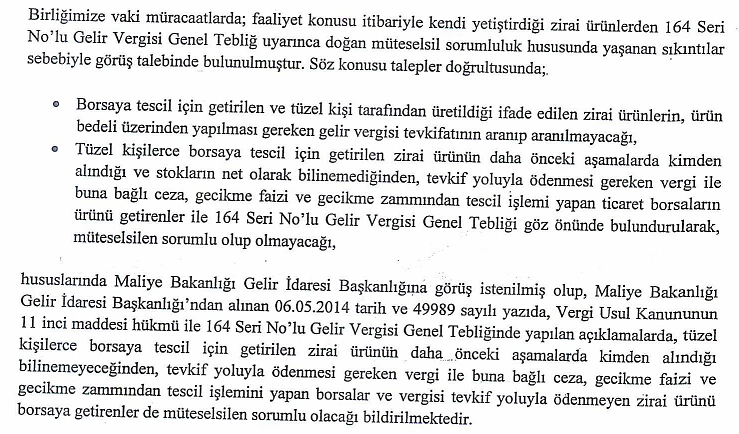 Birliğimize vaki müracaatlarda; faaliyet konusu itibariyle kendi yetiştirdiği zirai ürünlerden 164 Seri
No'lu Gelir Vergisi Genel Tebliğ uyarınca doğan müteselsil sorumluluk hususunda yaşanan sıkıntılar
sebebiyle görüş talebinde bulunulmuştur. Söz konusu talepler doğrultusunda;
• Borsaya tescil için getirilen ve tüzel kişi tarafından üretildiği ifade edilen zirai ürünlerin, ürün
bedeli üzerinden yapılması gereken gelir vergisi tevkifatının aranıp aranılmayacağı,
• Tüzel kişilerce borsaya tescil için getirilen zirai ürünün daha önceki aşamalarda kimden
alındığı ve stokların net olarak bilinemediğinden, tevkif yoluyla ödenmesi gereken vergi ile
buna bağlı ceza, gecikme faizi ve gecikme zammından tescil işlemi yapan ticaret borsaların
ürünü getirenler ile 164 Seri No'lu Gelir Vergisi Genel Tebliği göz önünde bulundurularak,
müteselsilen sorumlu olup olmayacağı,
hususlarında Maliye Bakanlığı Gelir İdaresi Başkanlığına görüş istenilmiş olup, Maliye Bakanlığı
Gelir İdaresi Başkanlığı'ndan alınan 06.05.2014 tarih ve 49989 sayılı yazıda, Vergi Usul Kanununun
11 inci maddesi hükmü ile 164 Seri No'lu Gelir Vergisi Genel Tebliğinde yapılan açıklamalarda, tüzel
kişilerce borsaya tescil için getirilen zirai ürünün daha önceki aşamalarda kimden alındığı
bilinemeyeceğinden, tevkif yoluyla ödenmesi gereken vergi ile buna bağlı ceza, gecikme faizi ve
gecikme zammından tescil işlemini yapan borsalar ve vergisi tevkif yoluyla ödenmeyen zirai ürünü
borsaya getirenler de müteselsilen sorumlu olacağı bildirilmektedir.